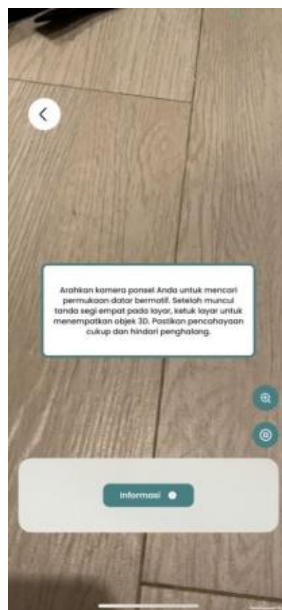 Arahkan kamera ponsel Anda untuk mencari
permukaan datar bermotif. Setelah muncul
tanda segi empat pada layar, ketuk layar untuk
menempatkan objek 3D. Pastikan pencahayaan
cukup dan hindari penghalang.
Informasi